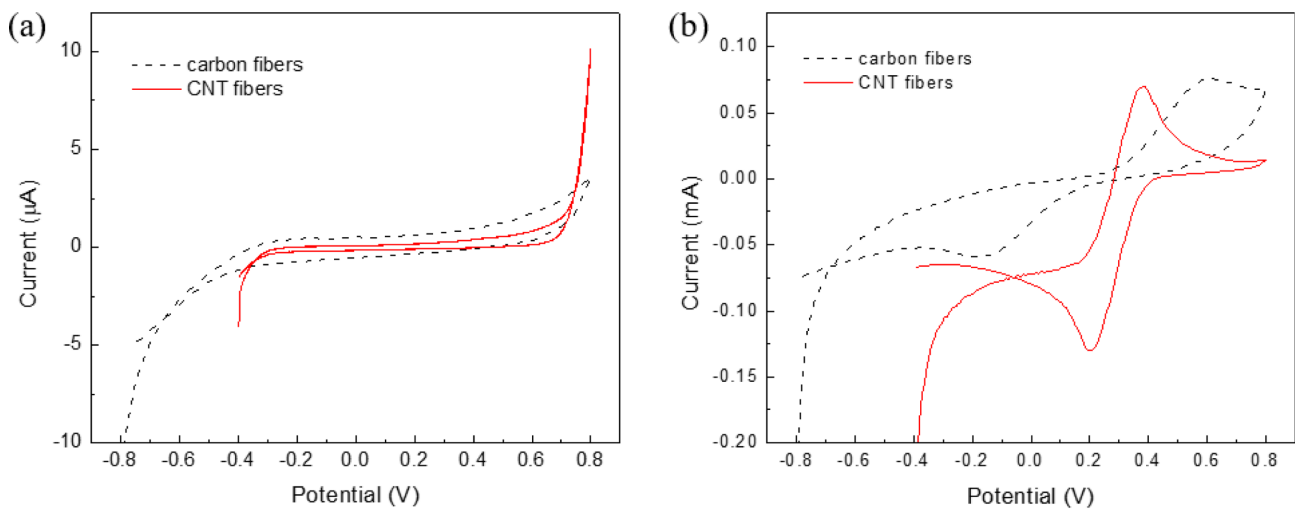 (a)
carbon fibers
CNT fibers
10
5
0
-5
-10
Current (μA)
-0.8 -0.6 -0.4 -0.2 0.0 0.2 0.4 0.6 0.8
Potential (V)
(b)
carbon fibers
CNT fibers
0.10
0.05
0.00
-0.05
-0.10
-0.15
-0.20
Current (mA)
-0.8 -0.6 -0.4 -0.2 0.0 0.2 0.4 0.6 0.8
Potential (V)